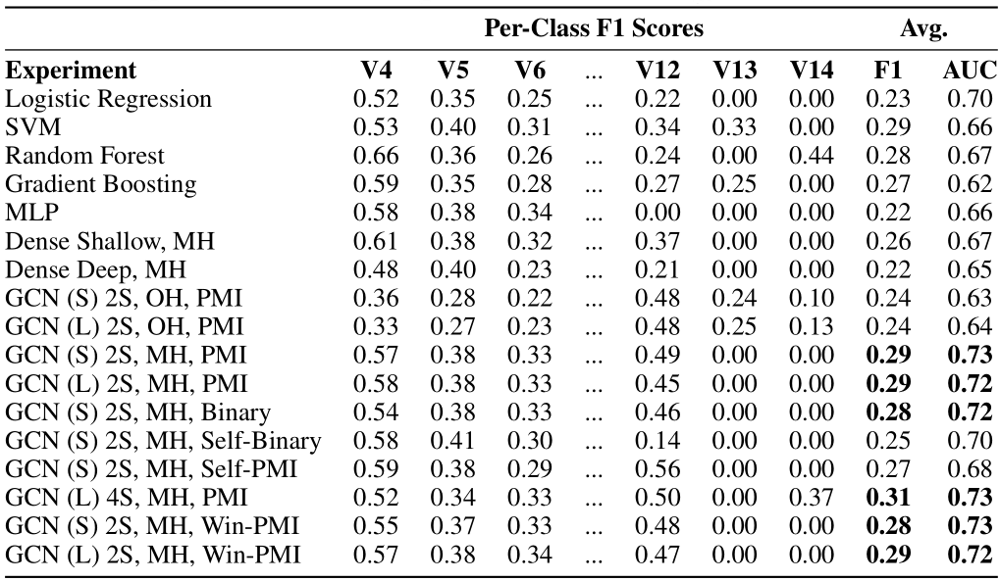 Per-Class F1 Scores Avg.
Experiment V4 V5 V6 ... V12 V13 V14 F1 AUC
Logistic Regression 0.52 0.35 0.25 ... 0.22 0.00 0.00 0.23 0.70
SVM 0.53 0.40 0.31 ... 0.34 0.33 0.00 0.29 0.66
Random Forest 0.66 0.36 0.26 ... 0.24 0.00 0.44 0.28 0.67
Gradient Boosting 0.59 0.35 0.28 ... 0.27 0.25 0.00 0.27 0.62
MLP 0.58 0.38 0.34 ... 0.00 0.00 0.00 0.22 0.66
Dense Shallow, MH 0.61 0.38 0.32 ... 0.37 0.00 0.00 0.26 0.67
Dense Deep, MH 0.48 0.40 0.23 ... 0.21 0.00 0.00 0.22 0.65
GCN (S) 2S, OH, PMI 0.36 0.28 0.22 ... 0.48 0.24 0.10 0.24 0.63
GCN (L) 2S, OH, PMI 0.33 0.27 0.23 ... 0.48 0.25 0.13 0.24 0.64
GCN (S) 2S, MH, PMI 0.57 0.38 0.33 ... 0.49 0.00 0.00 0.29 0.73
GCN (L) 2S, MH, PMI 0.58 0.38 0.33 ... 0.45 0.00 0.00 0.29 0.72
GCN (S) 2S, MH, Binary 0.54 0.38 0.33 ... 0.46 0.00 0.00 0.28 0.72
GCN (S) 2S, MH, Self-Binary 0.58 0.41 0.30 ... 0.14 0.00 0.00 0.25 0.70
GCN (S) 2S, MH, Self-PMI 0.59 0.38 0.29 ... 0.56 0.00 0.00 0.27 0.68
GCN (L) 4S, MH, PMI 0.52 0.34 0.33 ... 0.50 0.00 0.37 0.31 0.73
GCN (S) 2S, MH, Win-PMI 0.55 0.37 0.33 ... 0.48 0.00 0.00 0.28 0.73
GCN (L) 2S, MH, Win-PMI 0.57 0.38 0.34 ... 0.47 0.00 0.00 0.29 0.72